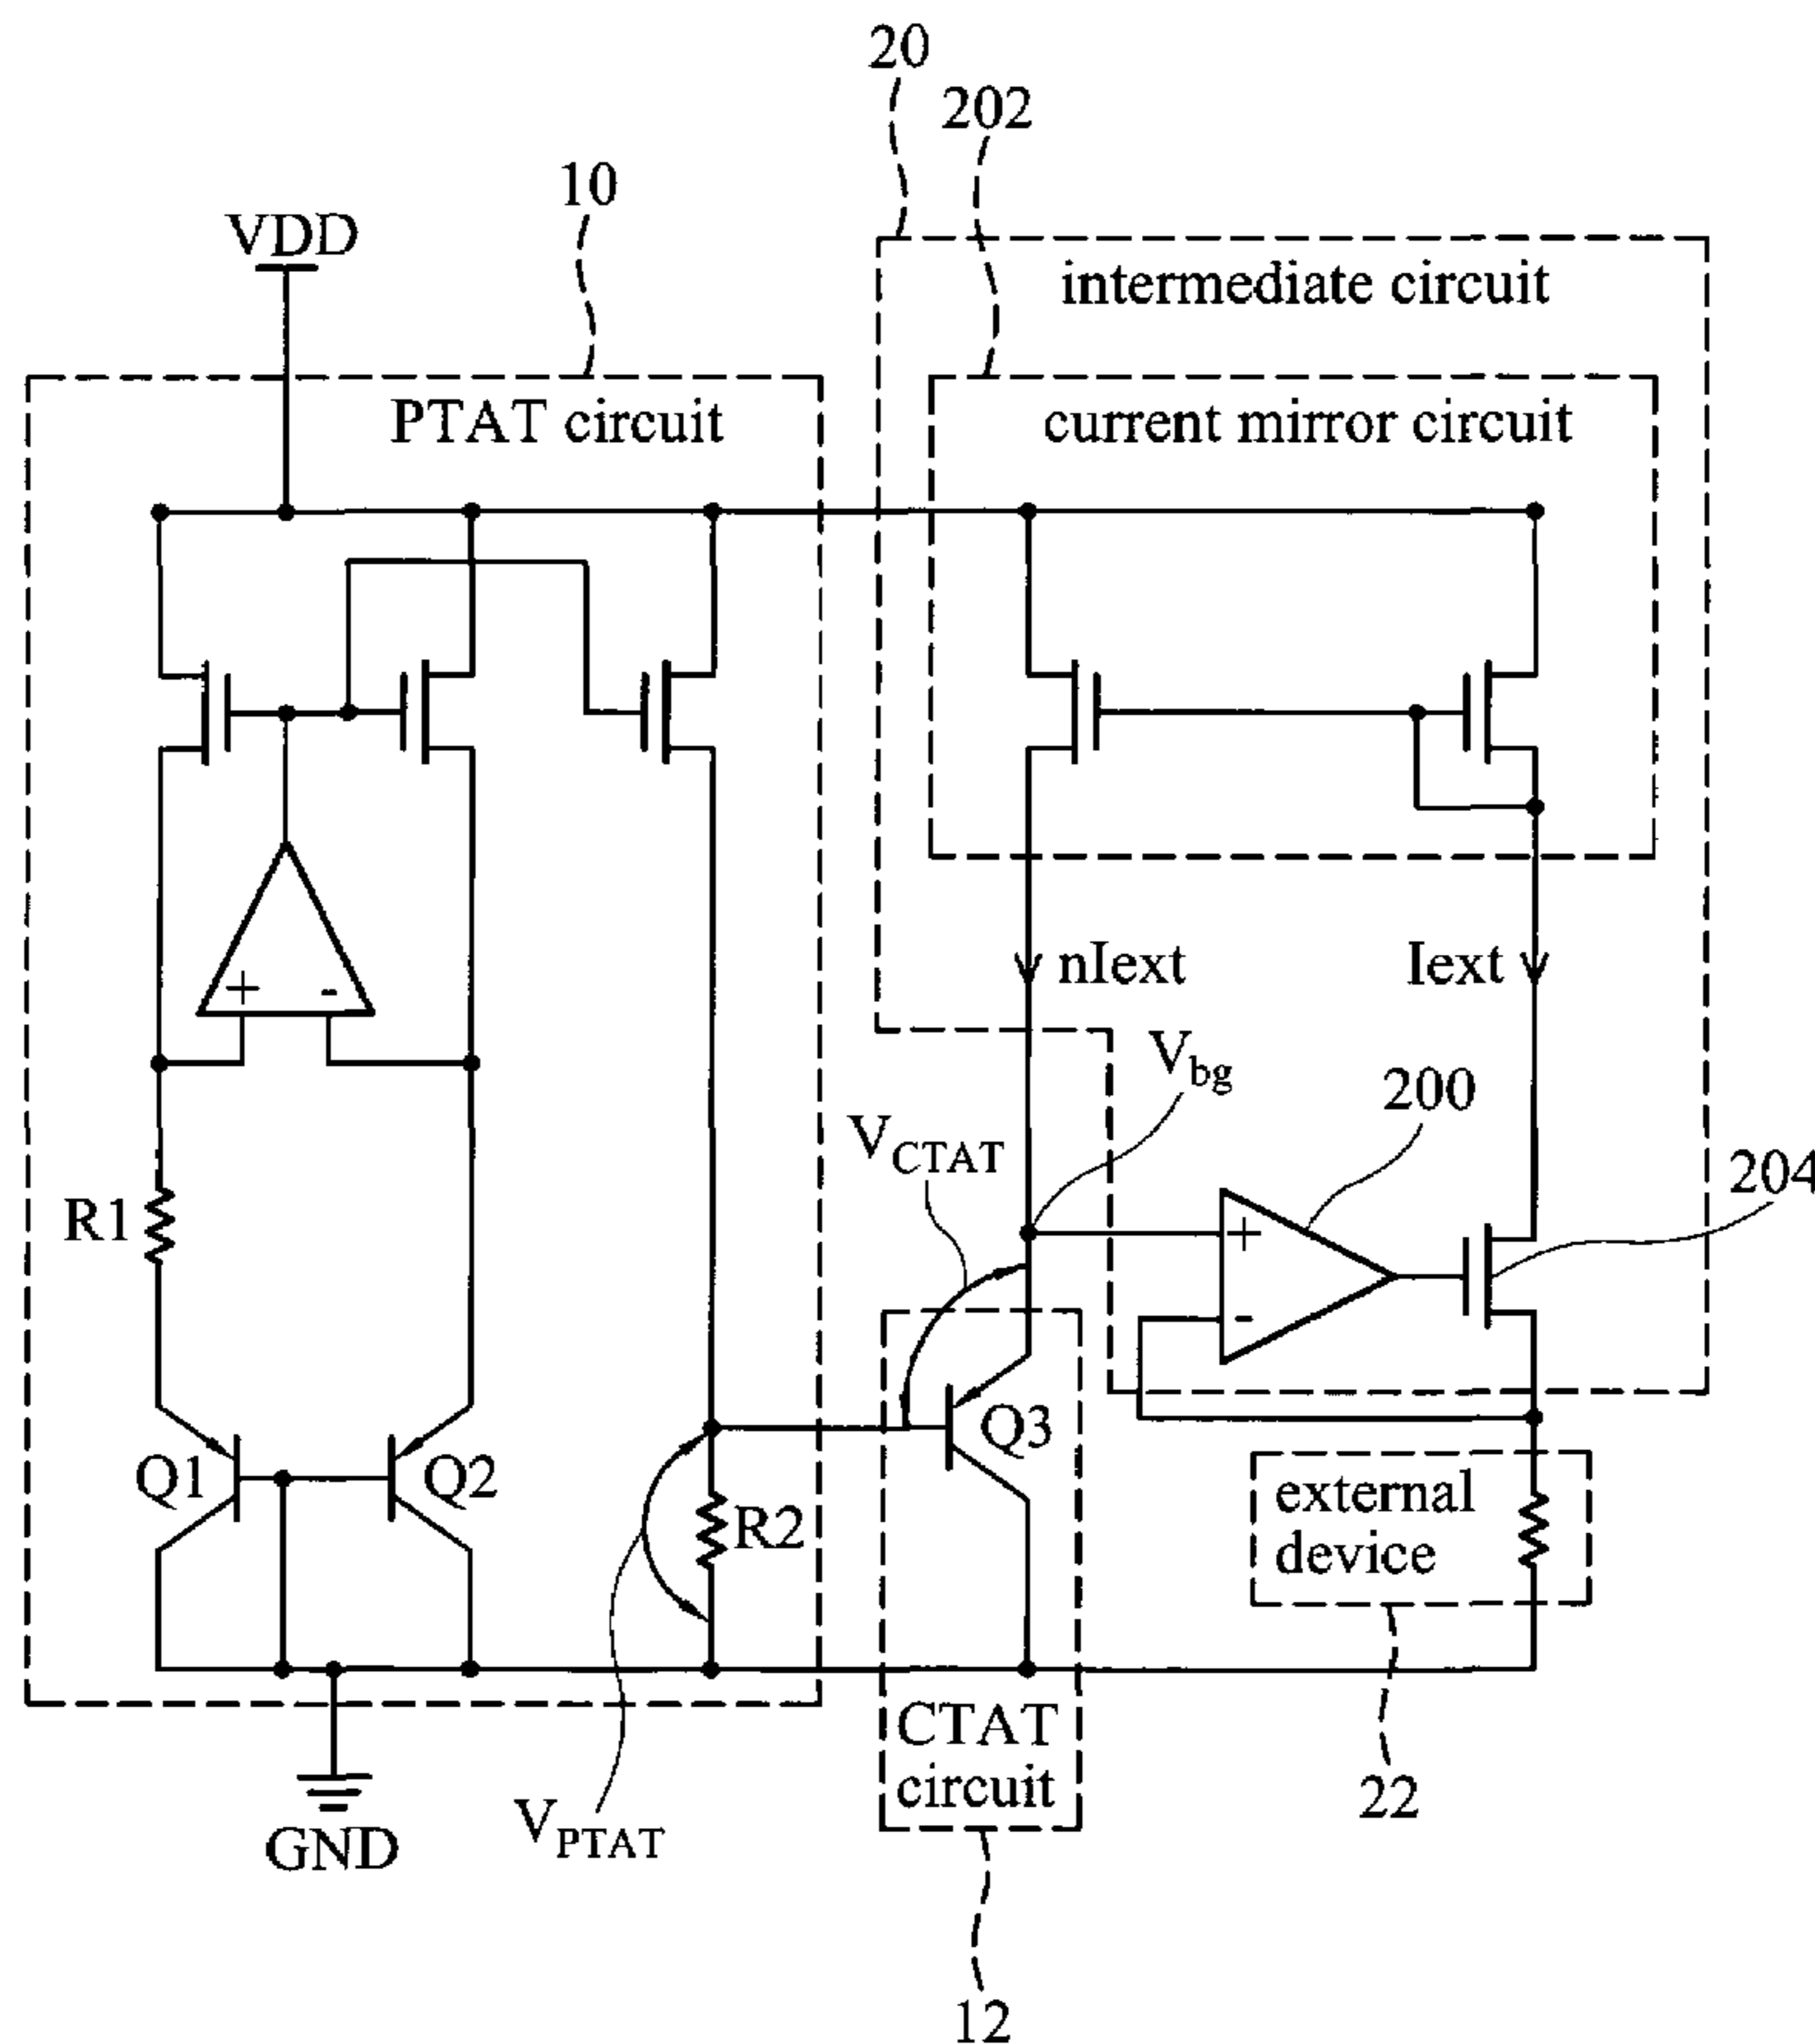 20
202
10
VDD
intermediate circuit
PTAT circuit
current mirror circuit
+ -
nIext
Iext
Vbg
200
VCTAT
204
R1
+
-
Q1
Q2
Q3
R2
external
device
VPTAT
GND
CTAT
circuit
22
12